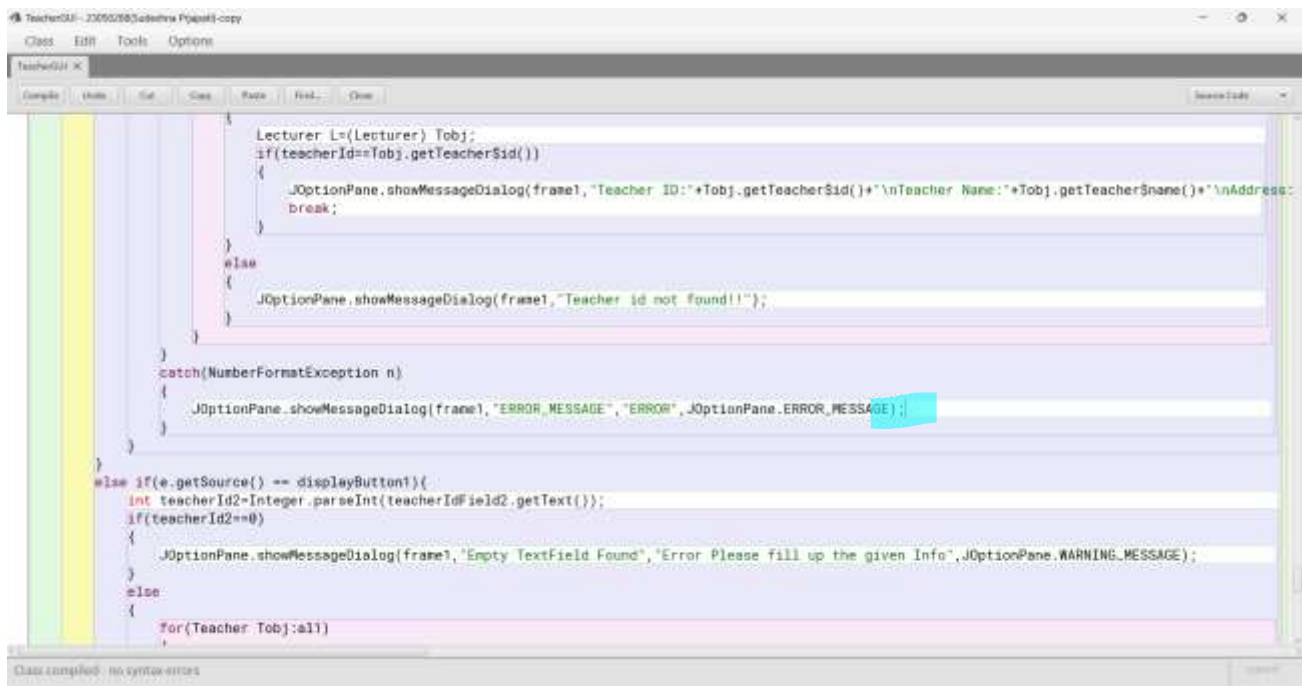 TeacherGUI - 23050268(Sudeshna Prjapati)-copy
Class Edit Tools Options
TeacherGUI ×
Compile Undo Cut Copy Paste Find... Close Source Code
{
Lecturer L=(Lecturer) Tobj;
if(teacherId==Tobj.getTeacher$id())
{
JOptionPane.showMessageDialog(frame1,"Teacher ID:"+Tobj.getTeacher$id()+"\nTeacher Name:"+Tobj.getTeacher$name()+"\nAddress:
break;
}
}
else
{
JOptionPane.showMessageDialog(frame1,"Teacher id not found!!");
}
}
}
catch(NumberFormatException n)
{
JOptionPane.showMessageDialog(frame1,"ERROR_MESSAGE","ERROR",JOptionPane.ERROR_MESSAGE);
}
}
}
else if(e.getSource() == displayButton1){
int teacherId2=Integer.parseInt(teacherIdField2.getText());
if(teacherId2==0)
{
JOptionPane.showMessageDialog(frame1,"Empty TextField Found","Error Please fill up the given Info",JOptionPane.WARNING_MESSAGE);
}
else
{
for(Teacher Tobj:al1)
Class compiled - no syntax errors